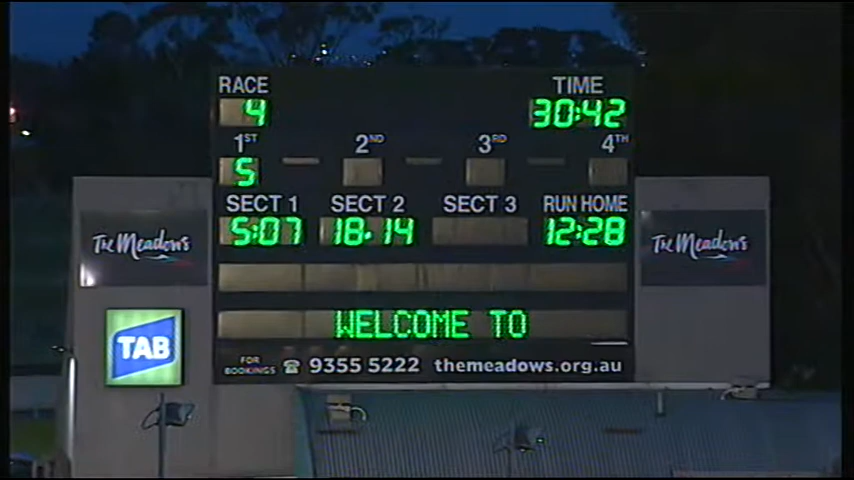 RACE TIME
4 30:42
1ST 2ND 3RD 4TH
5
SECT 1 SECT 2 SECT 3 RUN HOME
5:07 18.14 12:28
The Meadows
The Meadows
WELCOME TO
TAB
FOR BOOKINGS ☎ 9355 5222 themeadows.org.au